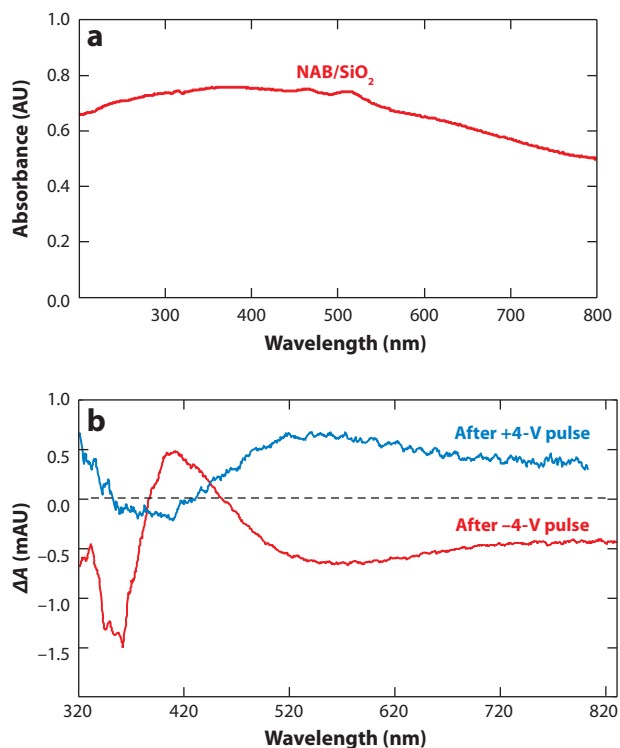 a
1.0
0.8
0.6
0.4
0.2
0.0
Absorbance (AU)
NAB/SiO₂
300 400 500 600 700 800
Wavelength (nm)
b
1.0
0.5
0.0
−0.5
−1.0
−1.5
ΔA (mAU)
After +4-V pulse
After −4-V pulse
320 420 520 620 720 820
Wavelength (nm)